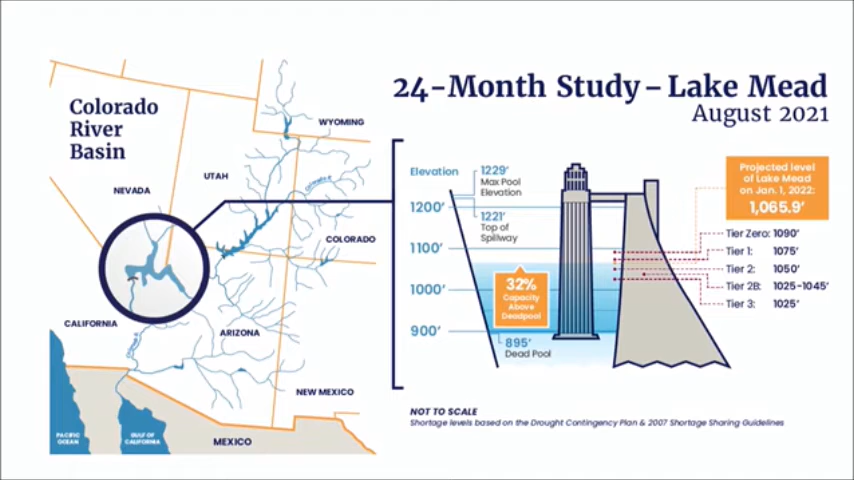 24-Month Study – Lake Mead
August 2021
Colorado
River
Basin
WYOMING
UTAH
NEVADA
COLORADO
CALIFORNIA
ARIZONA
NEW MEXICO
MEXICO
PACIFIC
OCEAN
GULF OF
CALIFORNIA
Elevation
1229'
Max Pool
Elevation
1200'
1221'
Top of
Spillway
1100'
1000'
900'
32%
Capacity
Above
Deadpool
895'
Dead Pool
Projected level
of Lake Mead
on Jan. 1, 2022:
1,065.9'
Tier Zero: 1090'
Tier 1: 1075'
Tier 2: 1050'
Tier 2B: 1025-1045'
Tier 3: 1025'
NOT TO SCALE
Shortage levels based on the Drought Contingency Plan & 2007 Shortage Sharing Guidelines